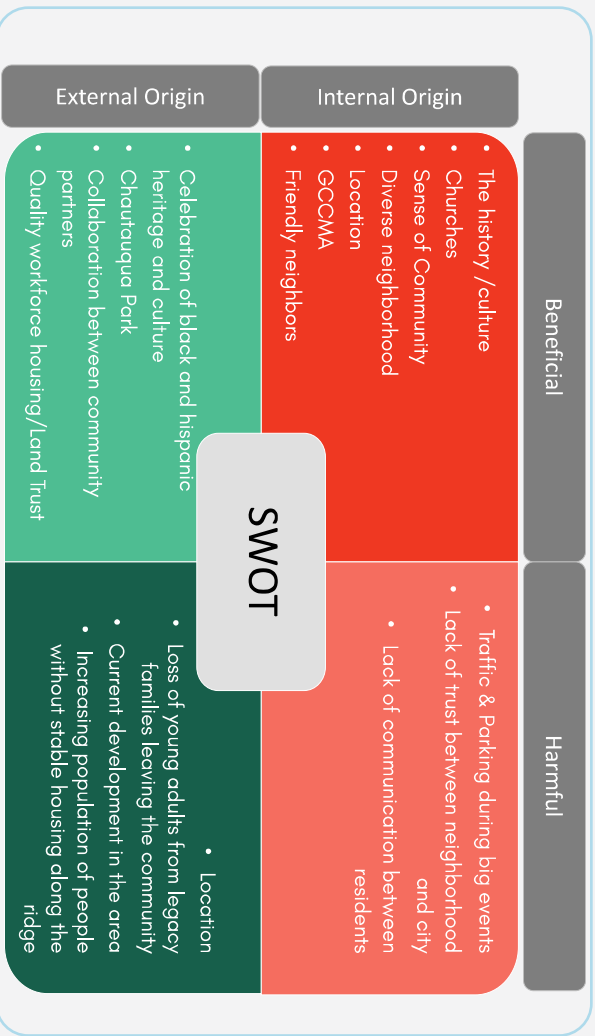 Beneficial
Harmful
Internal Origin
• The history /culture
• Churches
• Sense of Community
• Diverse neighborhood
• Location
• GCCMA
• Friendly neighbors
• Traffic & Parking during big events
• Lack of trust between neighborhood
and city
• Lack of communication between
residents
SWOT
External Origin
• Celebration of black and hispanic
heritage and culture
• Chautauqua Park
• Collaboration between community
partners
• Quality workforce housing/Land Trust
• Location
• Loss of young adults from legacy
families leaving the community
• Current development in the area
• Increasing population of people
without stable housing along the
ridge